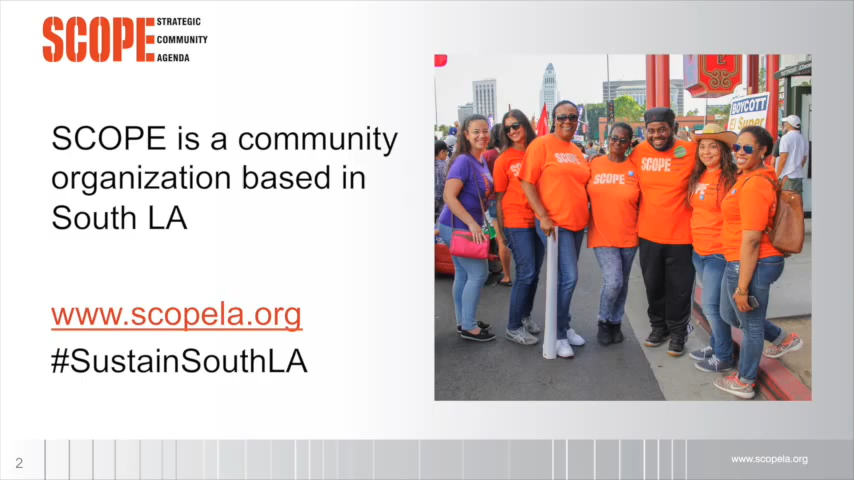 SCOPE STRATEGIC
COMMUNITY
AGENDA
SCOPE is a community
organization based in
South LA
www.scopela.org
#SustainSouthLA
BOYCOTT
El Super
SCOPE
SCOPE
SCOPE
2
www.scopela.org